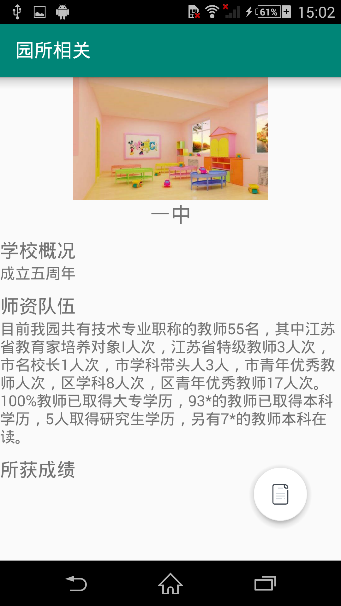 61% 15:02
园所相关
一中
学校概况
成立五周年
师资队伍
目前我园共有技术专业职称的教师55名，其中江苏
省教育家培养对象I人次，江苏省特级教师3人次，
市名校长1人次，市学科带头人3人，市青年优秀教
师人次，区学科8人次，区青年优秀教师17人次。
100%教师已取得大专学历，93*的教师已取得本科
学历，5人取得研究生学历，另有7*的教师本科在
读。
所获成绩